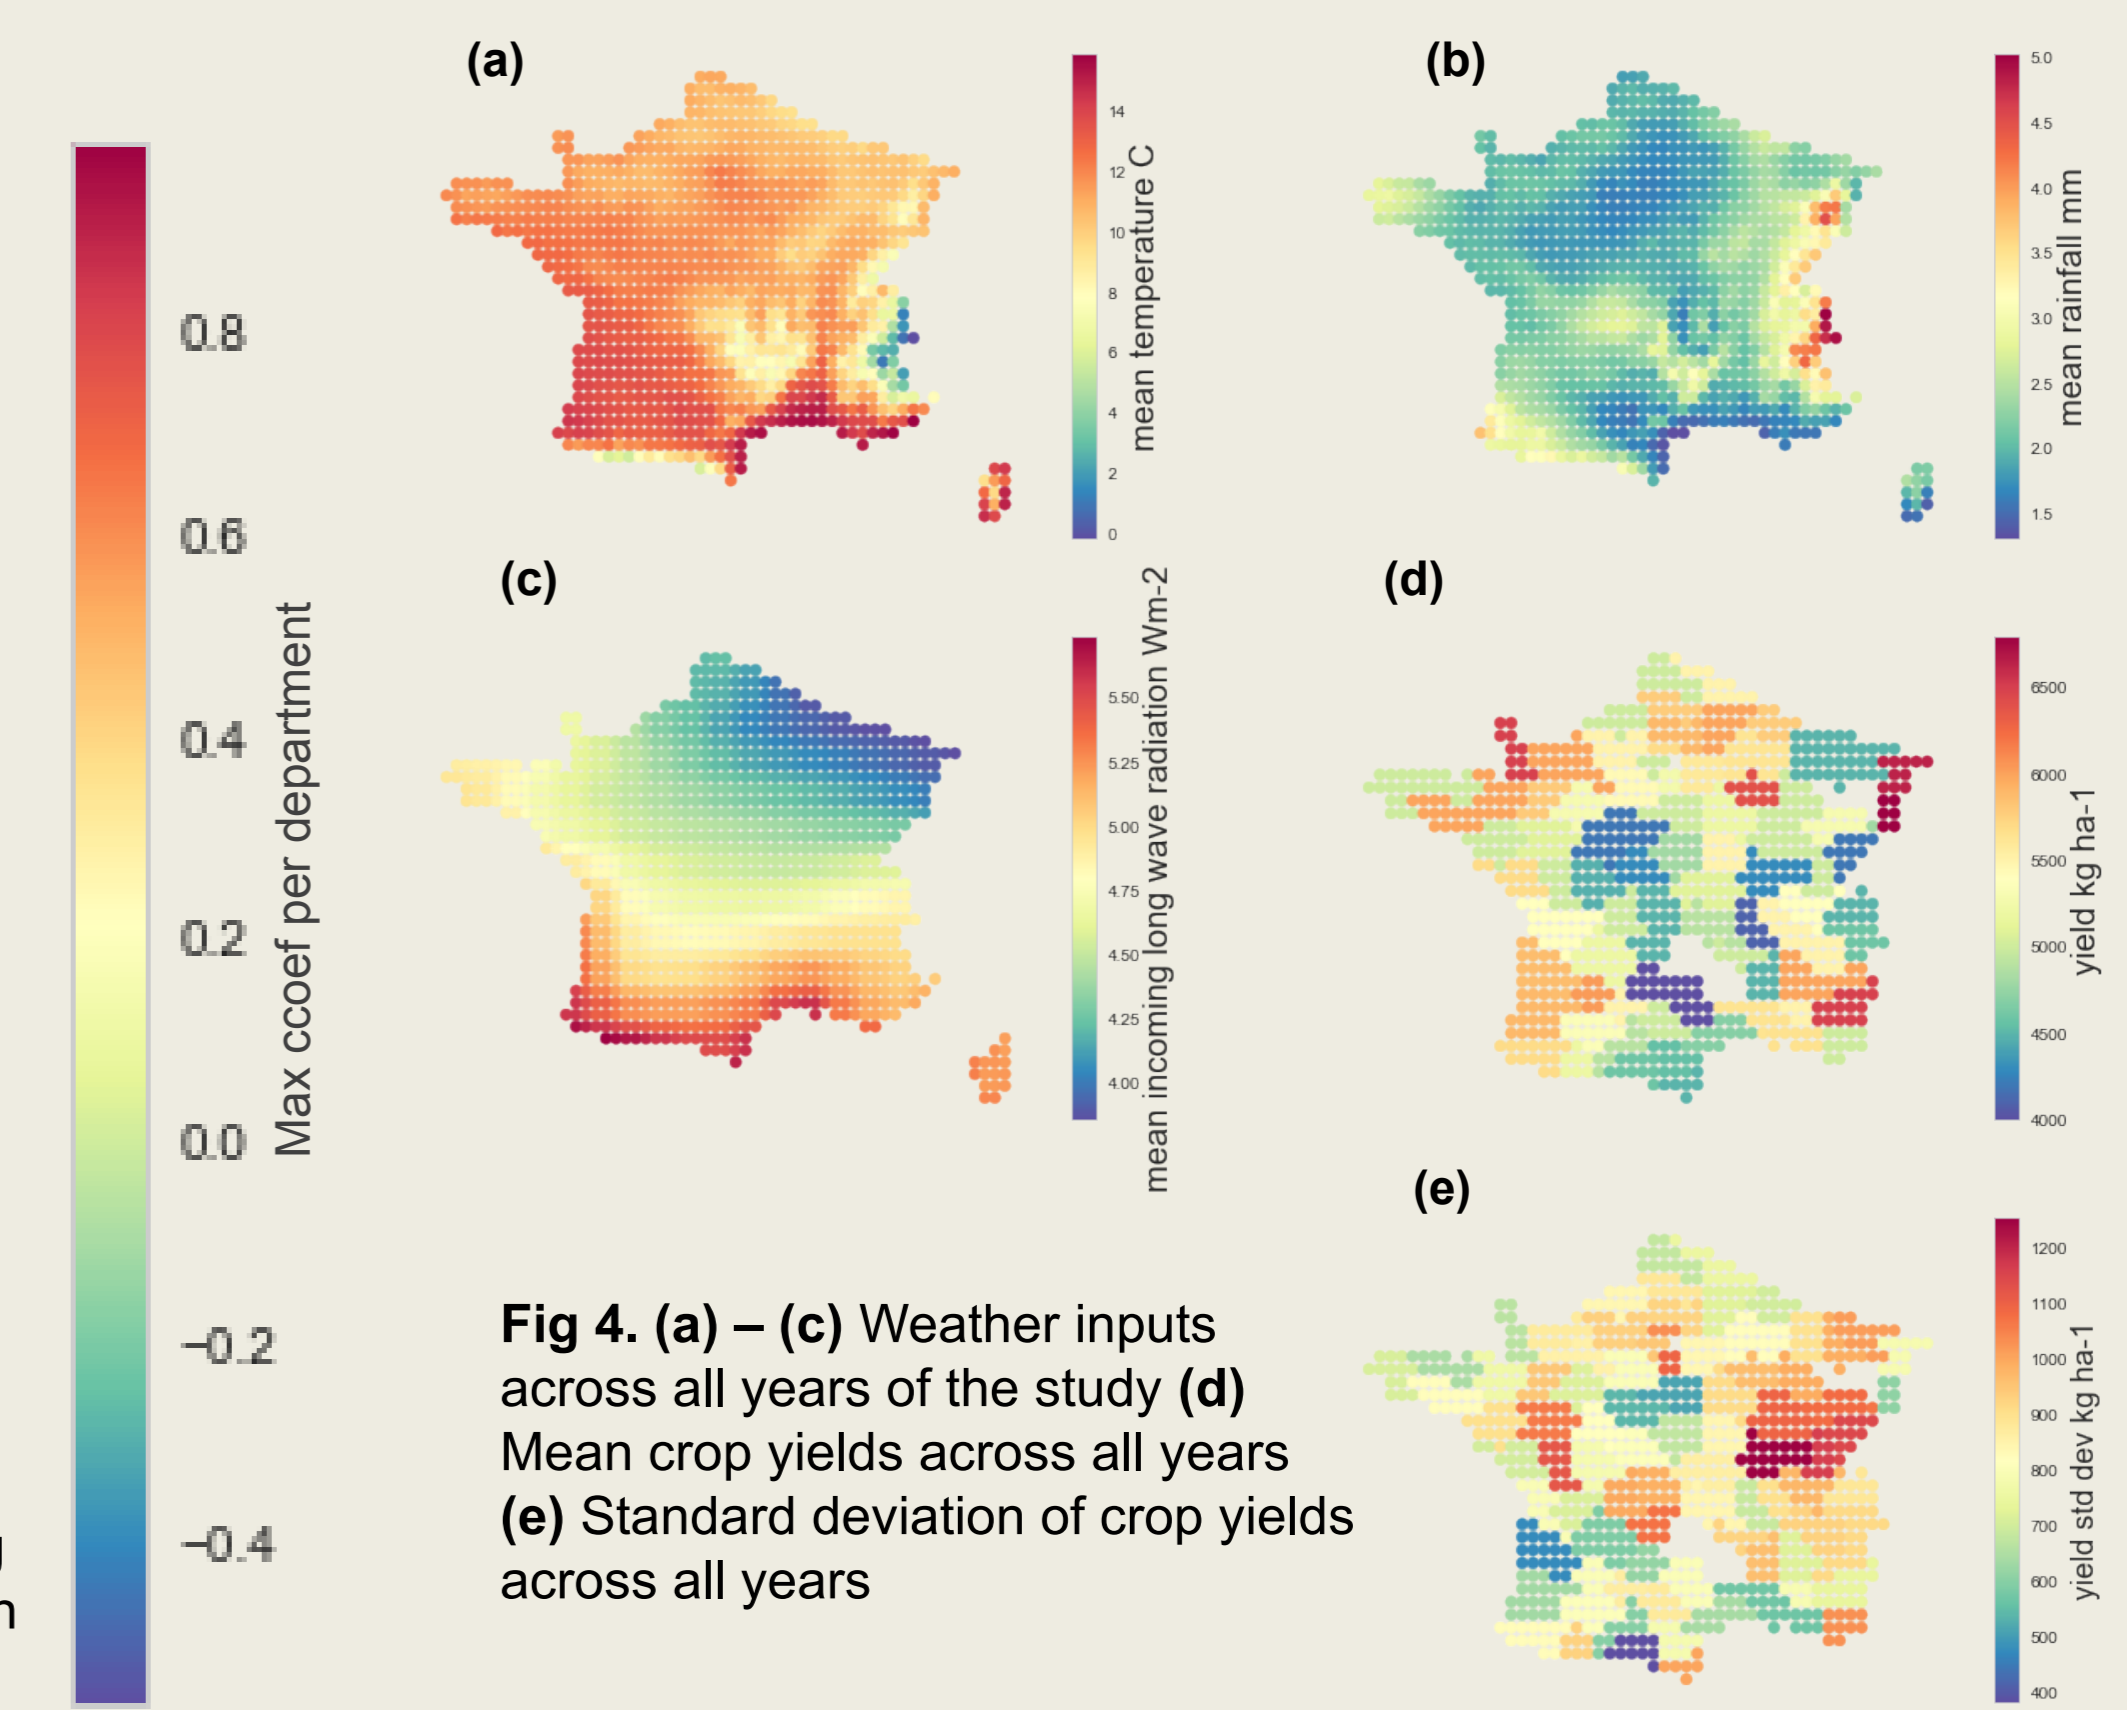 0.8
0.6
0.4
0.2
0.0
−0.2
−0.4
Max ccoef per department
g
n
(a)
14
12
10
8
6
4
2
0
mean temperature C
(b)
5.0
4.5
4.0
3.5
3.0
2.5
2.0
1.5
mean rainfall mm
(c)
5.50
5.25
5.00
4.75
4.50
4.25
4.00
mean incoming long wave radiation Wm-2
(d)
6500
6000
5500
5000
4500
4000
yield kg ha-1
(e)
1200
1100
1000
900
800
700
600
500
400
yield std dev kg ha-1
Fig 4. (a) – (c) Weather inputs
across all years of the study (d)
Mean crop yields across all years
(e) Standard deviation of crop yields
across all years